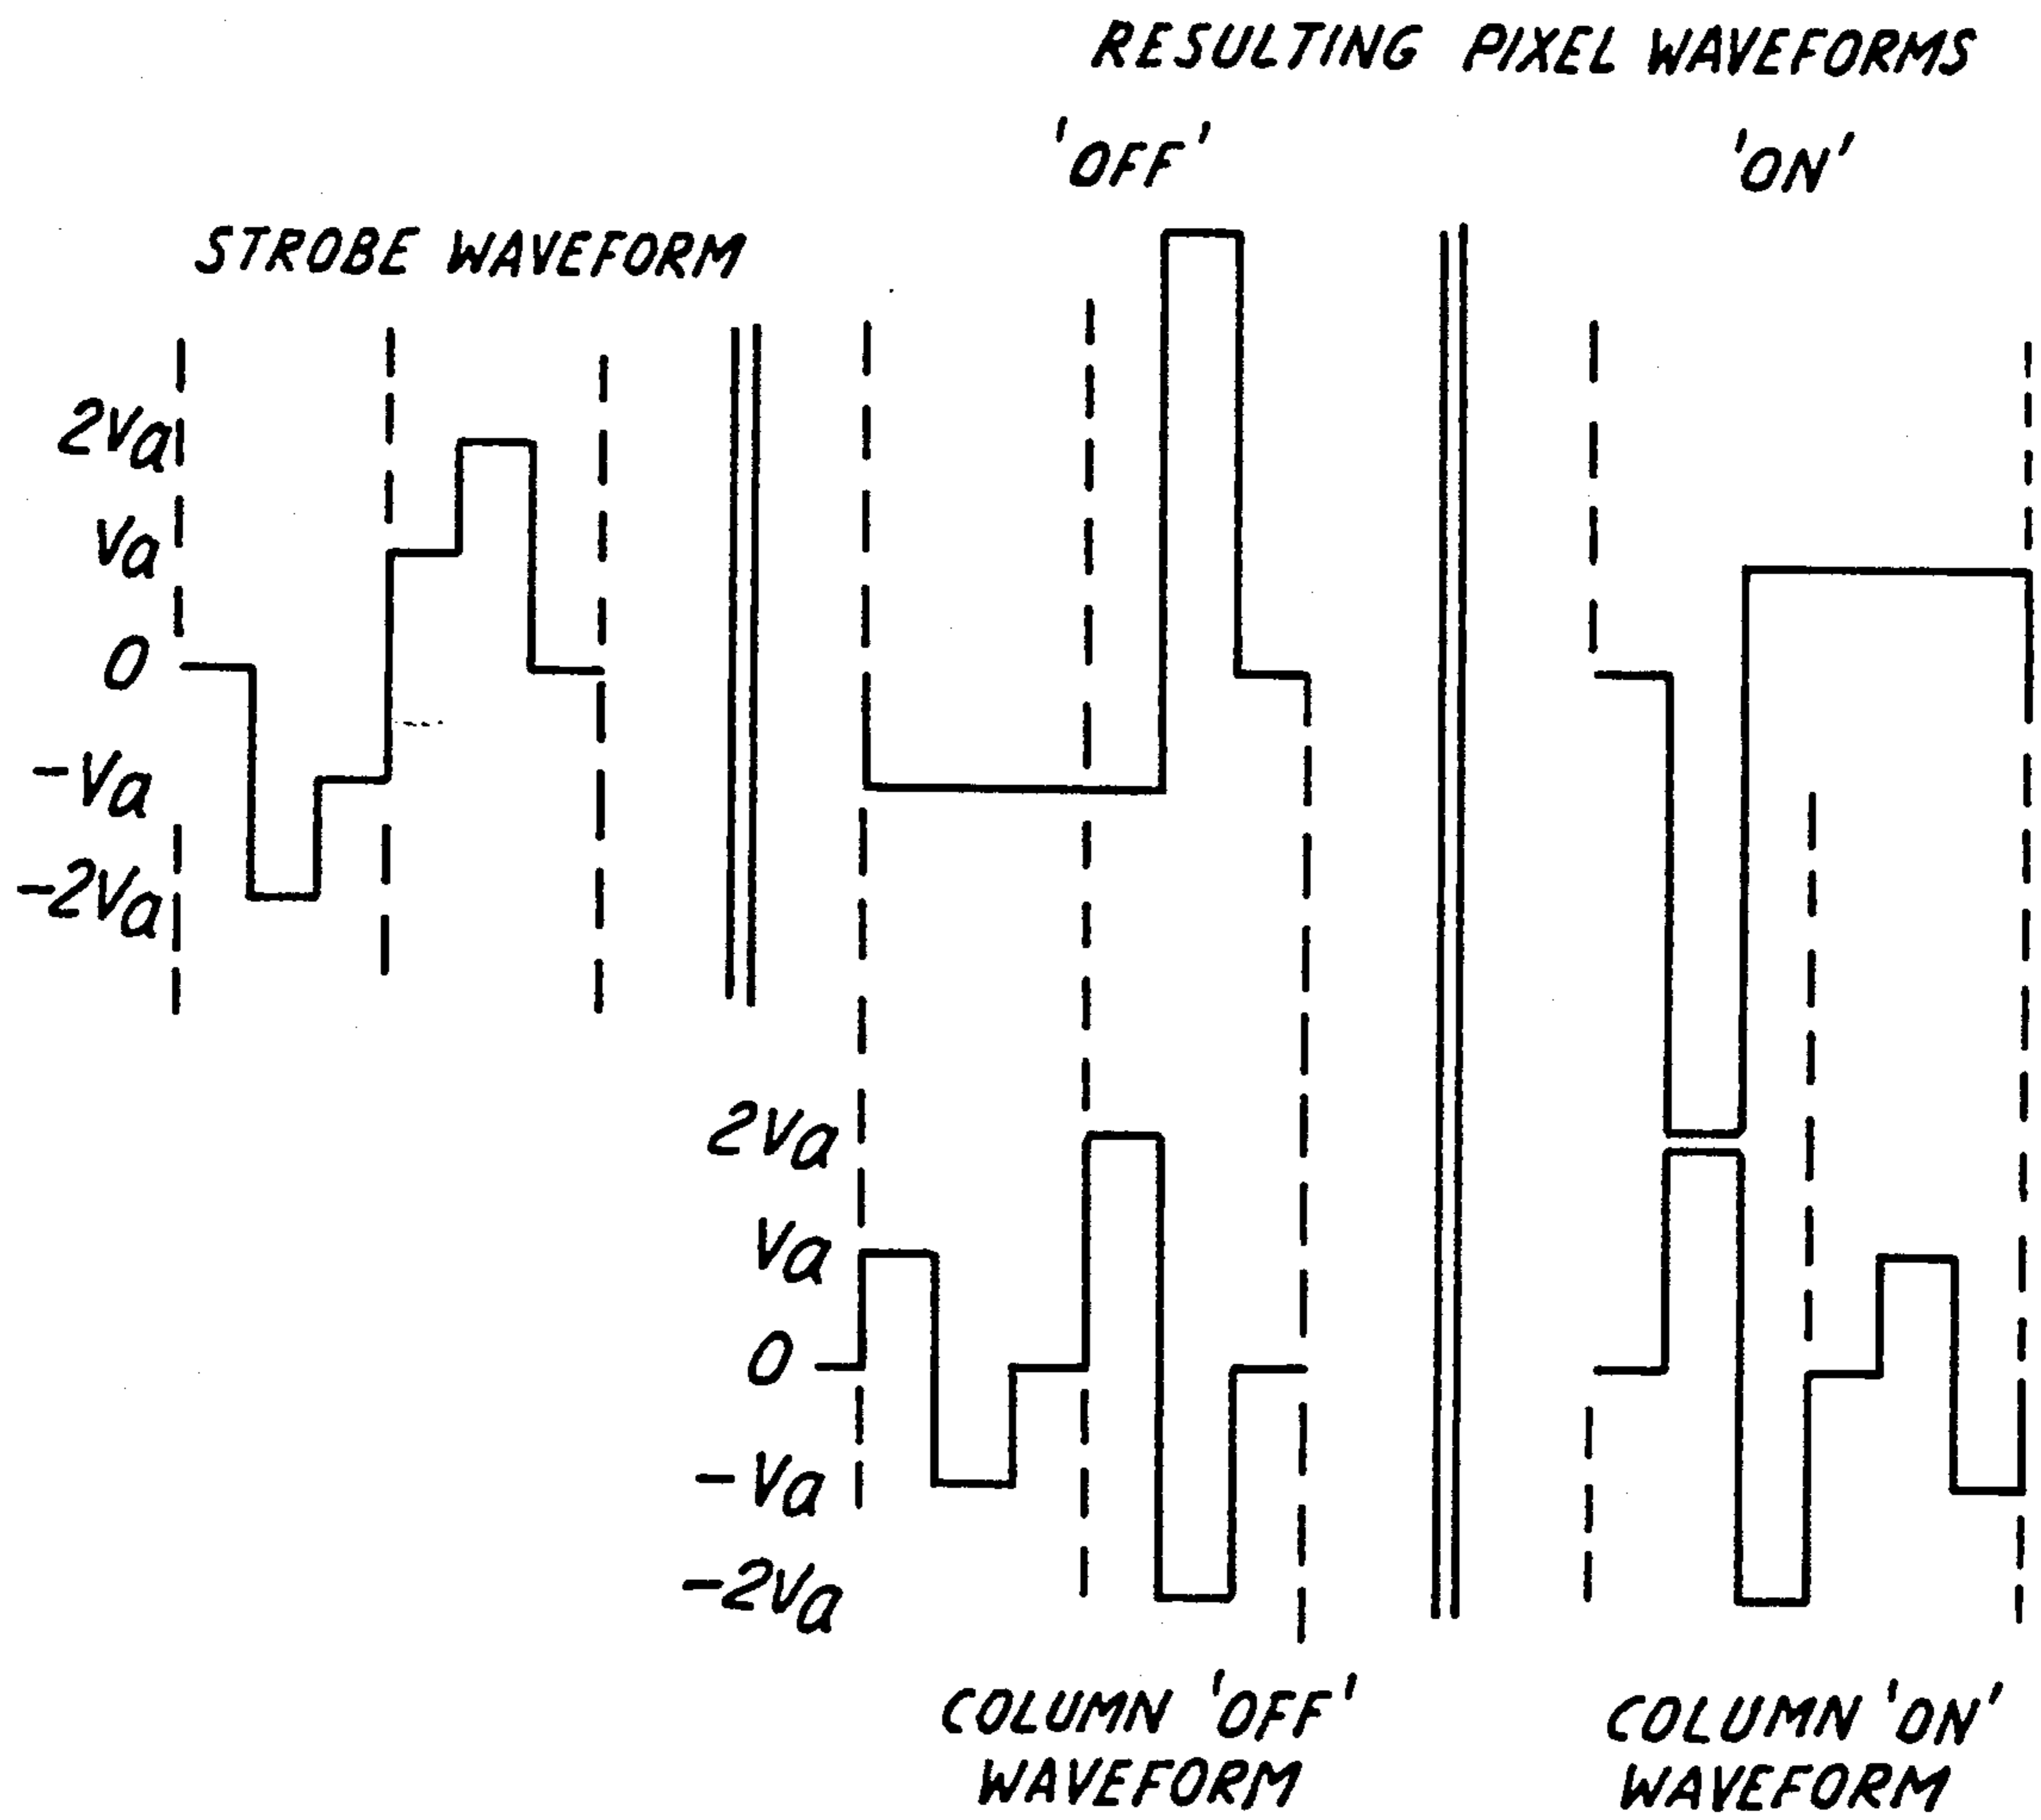 RESULTING PIXEL WAVEFORMS
'OFF'
'ON'
STROBE WAVEFORM
2Va
Va
0
-Va
-2Va
2Va
Va
0
-Va
-2Va
COLUMN 'OFF'
WAVEFORM
COLUMN 'ON'
WAVEFORM